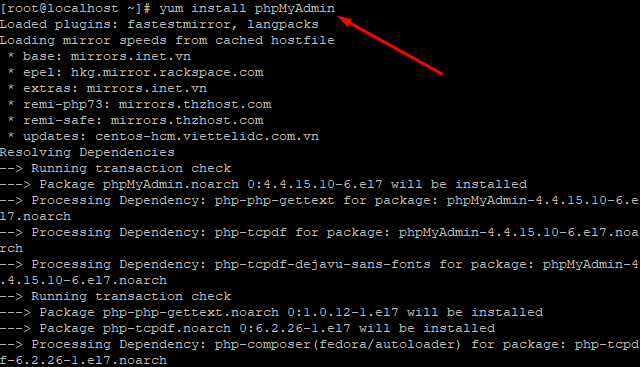 [root@localhost ~]# yum install phpMyAdmin
Loaded plugins: fastestmirror, langpacks
Loading mirror speeds from cached hostfile
 * base: mirrors.inet.vn
 * epel: hkg.mirror.rackspace.com
 * extras: mirrors.inet.vn
 * remi-php73: mirrors.thzhost.com
 * remi-safe: mirrors.thzhost.com
 * updates: centos-hcm.viettelidc.com.vn
Resolving Dependencies
--> Running transaction check
---> Package phpMyAdmin.noarch 0:4.4.15.10-6.el7 will be installed
--> Processing Dependency: php-php-gettext for package: phpMyAdmin-4.4.15.10-6.e
l7.noarch
--> Processing Dependency: php-tcpdf for package: phpMyAdmin-4.4.15.10-6.el7.noa
rch
--> Processing Dependency: php-tcpdf-dejavu-sans-fonts for package: phpMyAdmin-4
.4.15.10-6.el7.noarch
--> Running transaction check
---> Package php-php-gettext.noarch 0:1.0.12-1.el7 will be installed
---> Package php-tcpdf.noarch 0:6.2.26-1.el7 will be installed
--> Processing Dependency: php-composer(fedora/autoloader) for package: php-tcpd
f-6.2.26-1.el7.noarch